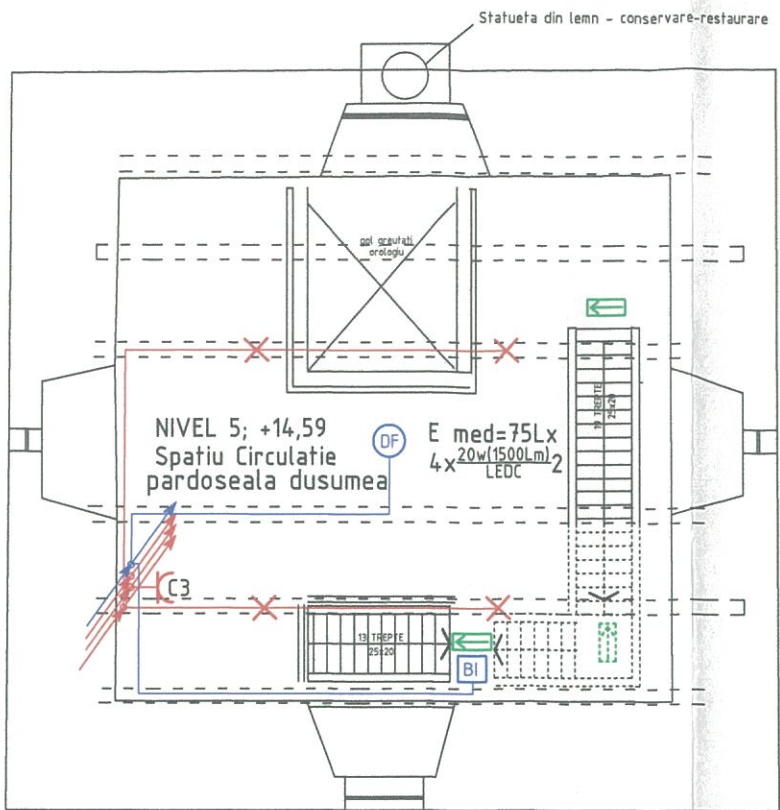 Statueta din lemn - conservare-restaurare
gol greutati
orologiu
19 TREPTE
25x20
NIVEL 5; +14,59
Spatiu Circulatie
pardoseala dusumea
DF
E med=75Lx
4x 20w(1500Lm) 2
LEDC
C3
13 TREPTE
25x20
BI